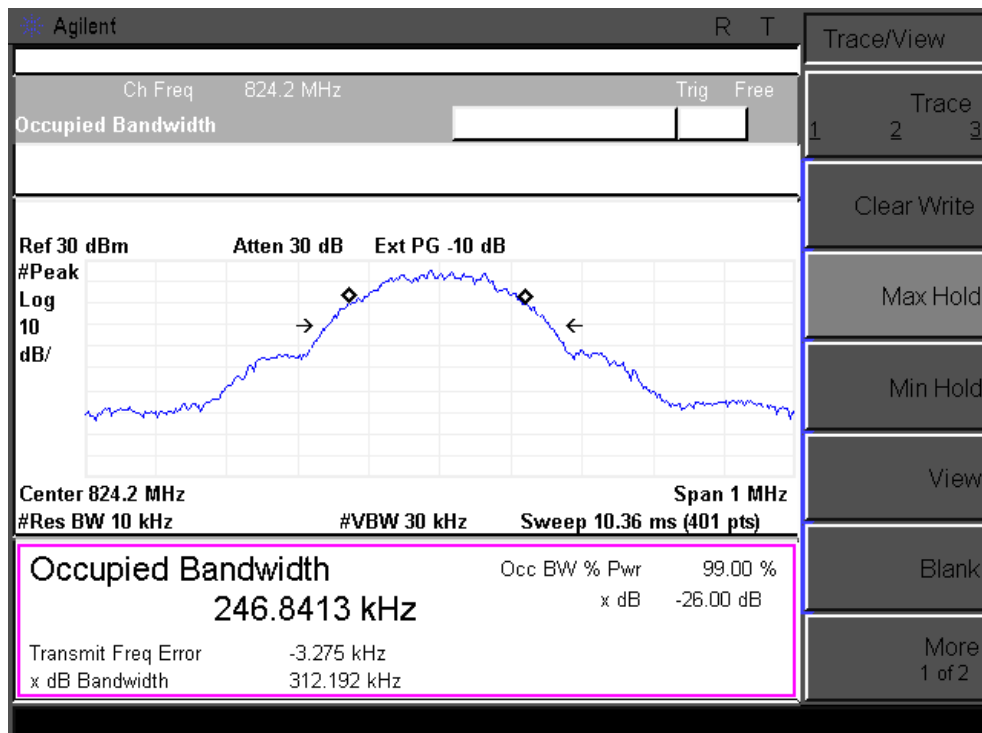 Agilent R T
Ch Freq 824.2 MHz Trig Free
Occupied Bandwidth
Ref 30 dBm Atten 30 dB Ext PG -10 dB
#Peak
Log
10
dB/
Center 824.2 MHz Span 1 MHz
#Res BW 10 kHz #VBW 30 kHz Sweep 10.36 ms (401 pts)
Occupied Bandwidth
246.8413 kHz
Occ BW % Pwr 99.00 %
x dB -26.00 dB
Transmit Freq Error -3.275 kHz
x dB Bandwidth 312.192 kHz
Trace/View
Trace
1 2 3
Clear Write
Max Hold
Min Hold
View
Blank
More
1 of 2